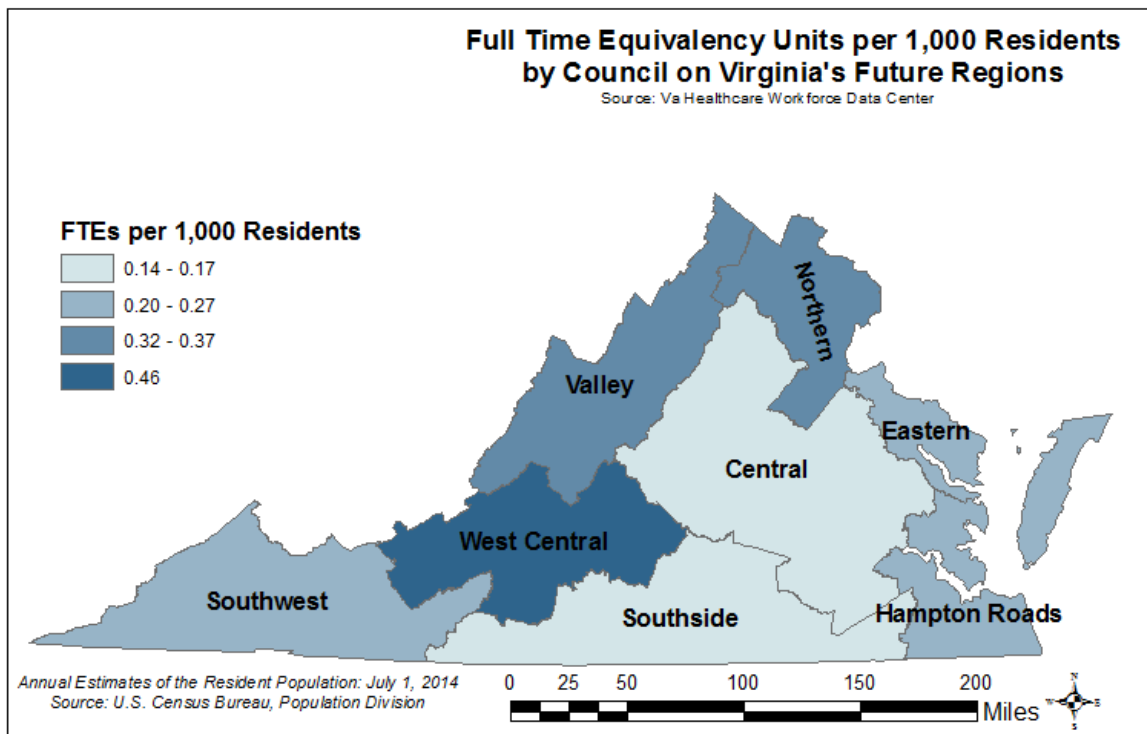 Full Time Equivalency Units per 1,000 Residents
by Council on Virginia's Future Regions
Source: Va Healthcare Workforce Data Center
FTEs per 1,000 Residents
0.14 - 0.17
0.20 - 0.27
0.32 - 0.37
0.46
Northern
Valley
Eastern
Central
West Central
Southwest
Southside
Hampton Roads
Annual Estimates of the Resident Population: July 1, 2014
Source: U.S. Census Bureau, Population Division
0 25 50 100 150 200
Miles
N
W E
S